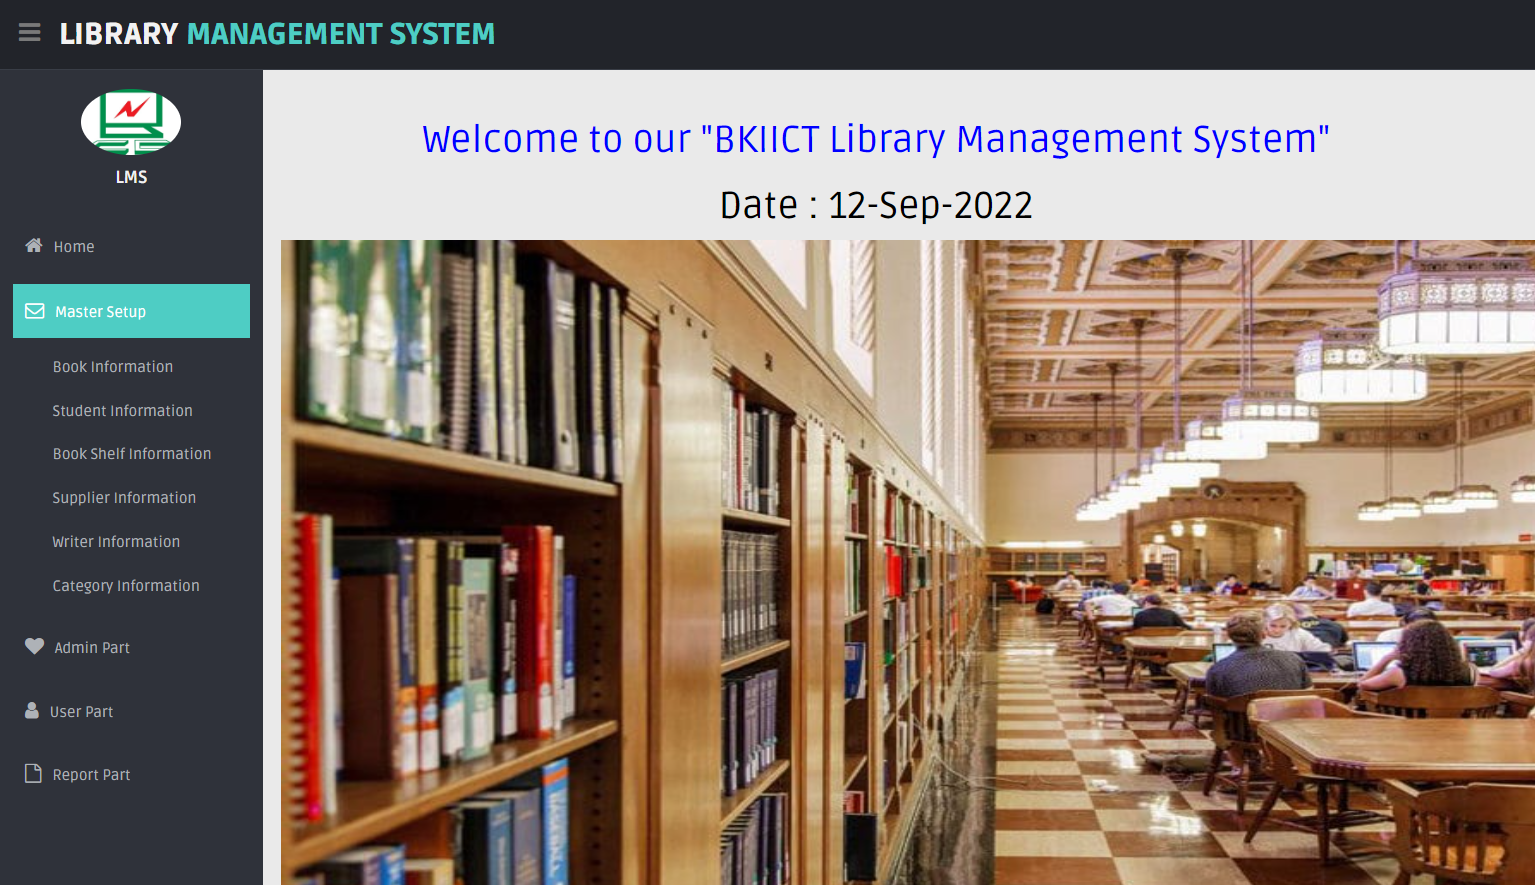 LIBRARY MANAGEMENT SYSTEM
LMS
Home
Master Setup
Book Information
Student Information
Book Shelf Information
Supplier Information
Writer Information
Category Information
Admin Part
User Part
Report Part
Welcome to our "BKIICT Library Management System"
Date : 12-Sep-2022